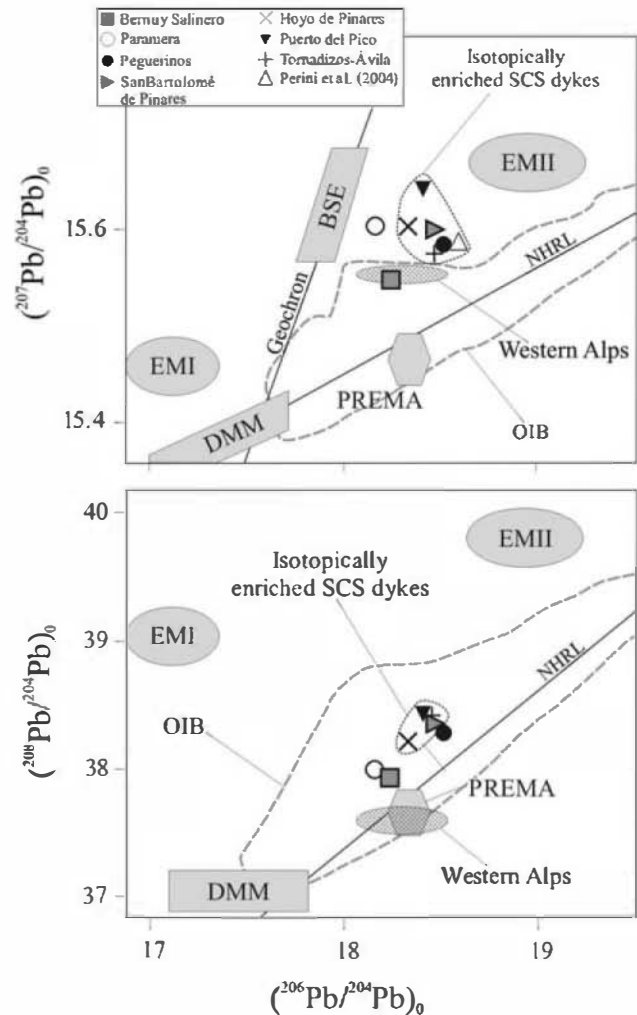 Bernuy Salinero
Paramera
Peguerinos
SanBartolomé
de Pinares
Hoyo de Pinares
Puerto del Pico
Tornadizos-Ávila
Perini et al. (2004)
Isotopically
enriched SCS dykes
EMII
BSE
15.6
(²⁰⁷Pb/²⁰⁴Pb)₀
NHRL
Geochron
Western Alps
EMI
PREMA
15.4
DMM
OIB
40
EMII
Isotopically
enriched SCS dykes
39
EMI
NHRL
(²⁰⁸Pb/²⁰⁴Pb)₀
OIB
38
PREMA
Western Alps
37
DMM
17
18
19
(²⁰⁶Pb/²⁰⁴Pb)₀